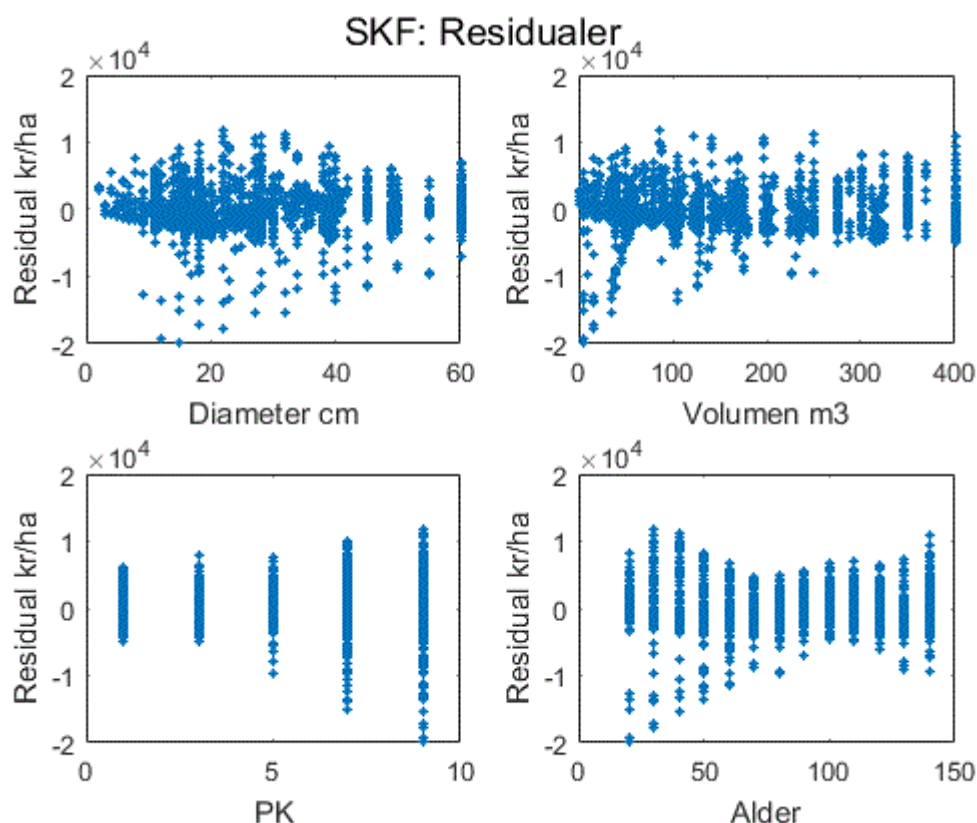 SKF: Residualer
×10^4
2
1
0
-1
-2
Residual kr/ha
0 20 40 60
Diameter cm
×10^4
2
1
0
-1
-2
Residual kr/ha
0 100 200 300 400
Volumen m3
×10^4
2
1
0
-1
-2
Residual kr/ha
0 5 10
PK
×10^4
2
1
0
-1
-2
Residual kr/ha
0 50 100 150
Alder